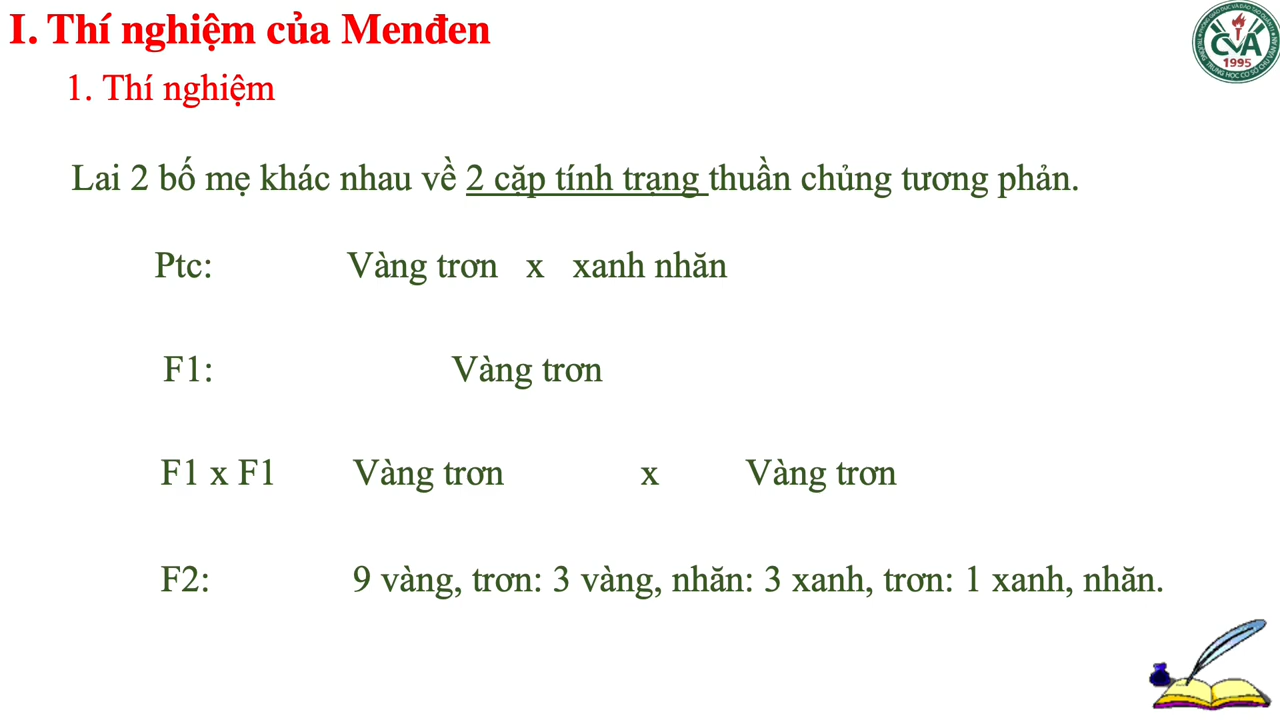 I. Thí nghiệm của Menđen
CVA
1995
1. Thí nghiệm
Lai 2 bố mẹ khác nhau về 2 cặp tính trạng thuần chủng tương phản.
Ptc: Vàng trơn x xanh nhăn
F1: Vàng trơn
F1 x F1 Vàng trơn x Vàng trơn
F2: 9 vàng, trơn: 3 vàng, nhăn: 3 xanh, trơn: 1 xanh, nhăn.